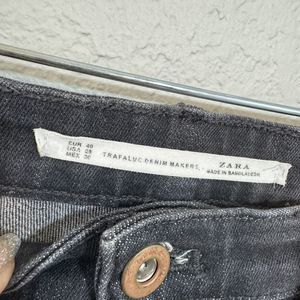 EUR 40
USA 08
MEX 30
TRAFALUC DENIM MAKERS
ZARA
MADE IN BANGLADESH